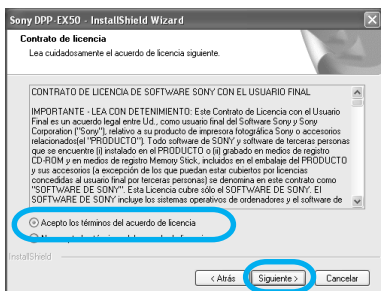 Sony DPP-EX50 - InstallShield Wizard
Contrato de licencia
Lea cuidadosamente el acuerdo de licencia siguiente.
CONTRATO DE LICENCIA DE SOFTWARE SONY CON EL USUARIO FINAL
IMPORTANTE - LEA CON DETENIMIENTO: Este Contrato de Licencia con el Usuario
Final es un acuerdo legal entre Ud., como usuario final del Software Sony y Sony
Corporation ("Sony"), relativo a su producto de impresora fotográfica Sony o accesorios
relacionados(el "PRODUCTO"). Todo software de SONY y software de terceras personas
que se encuentre (i) instalado en el PRODUCTO o (ii) grabado en medios de registro
CD-ROM y en medios de registro Memory Stick, incluidos en el embalaje del PRODUCTO
y sus accesorios (a excepción de los que puedan estar cubiertos por licencias
concedidas al usuario final por terceras personas) se denomina en este contrato como
"SOFTWARE DE SONY". Esta Licencia cubre sólo el SOFTWARE DE SONY. El
SOFTWARE DE SONY incluye los sistemas operativos de ordenadores y el software de
Acepto los términos del acuerdo de licencia
InstallShield
< Atrás
Siguiente >
Cancelar